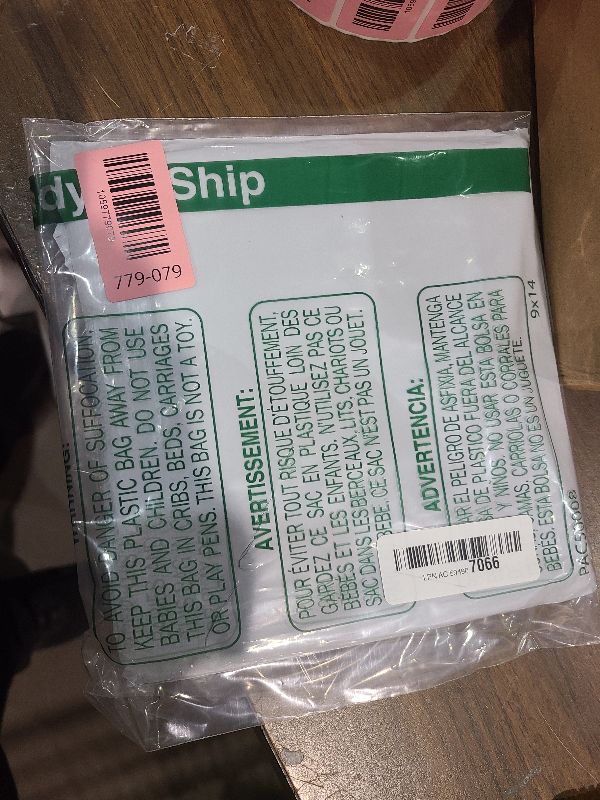 dy Ship
779-079
WARNING:
TO AVOID DANGER OF SUFFOCATION,
KEEP THIS PLASTIC BAG AWAY FROM
BABIES AND CHILDREN. DO NOT USE
THIS BAG IN CRIBS, BEDS, CARRIAGES
OR PLAY PENS. THIS BAG IS NOT A TOY.
AVERTISSEMENT:
POUR ÉVITER TOUT RISQUE D'ÉTOUFFEMENT,
GARDEZ CE SAC EN PLASTIQUE LOIN DES
BÉBÉS ET LES ENFANTS. N'UTILISEZ PAS CE
SAC DANS LES BERCEAUX, LITS, CHARIOTS OU
BÉBÉ. CE SAC N'EST PAS UN JOUET.
ADVERTENCIA:
AR EL PELIGRO DE ASFIXIA, MANTENGA
SA DE PLASTICO FUERA DEL ALCANCE
Y NIÑOS. NO USAR ESTA BOLSA EN
AMAS, CARRIOLAS O CORRALES PARA
BEBES. ESTA BOLSA NO ES UN JUGUETE.
9x14
7066